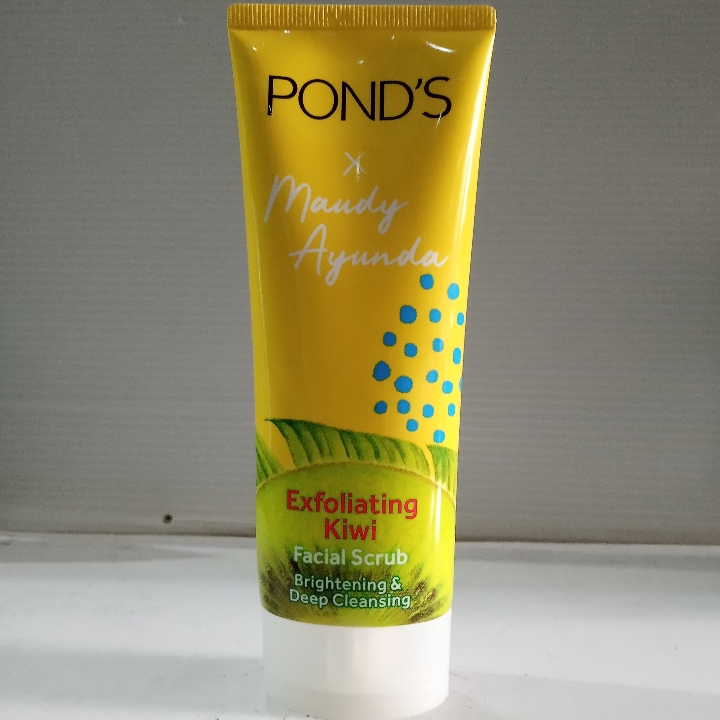 POND'S
X
Maudy
Ayunda
Exfoliating
Kiwi
Facial Scrub
Brightening &
Deep Cleansing